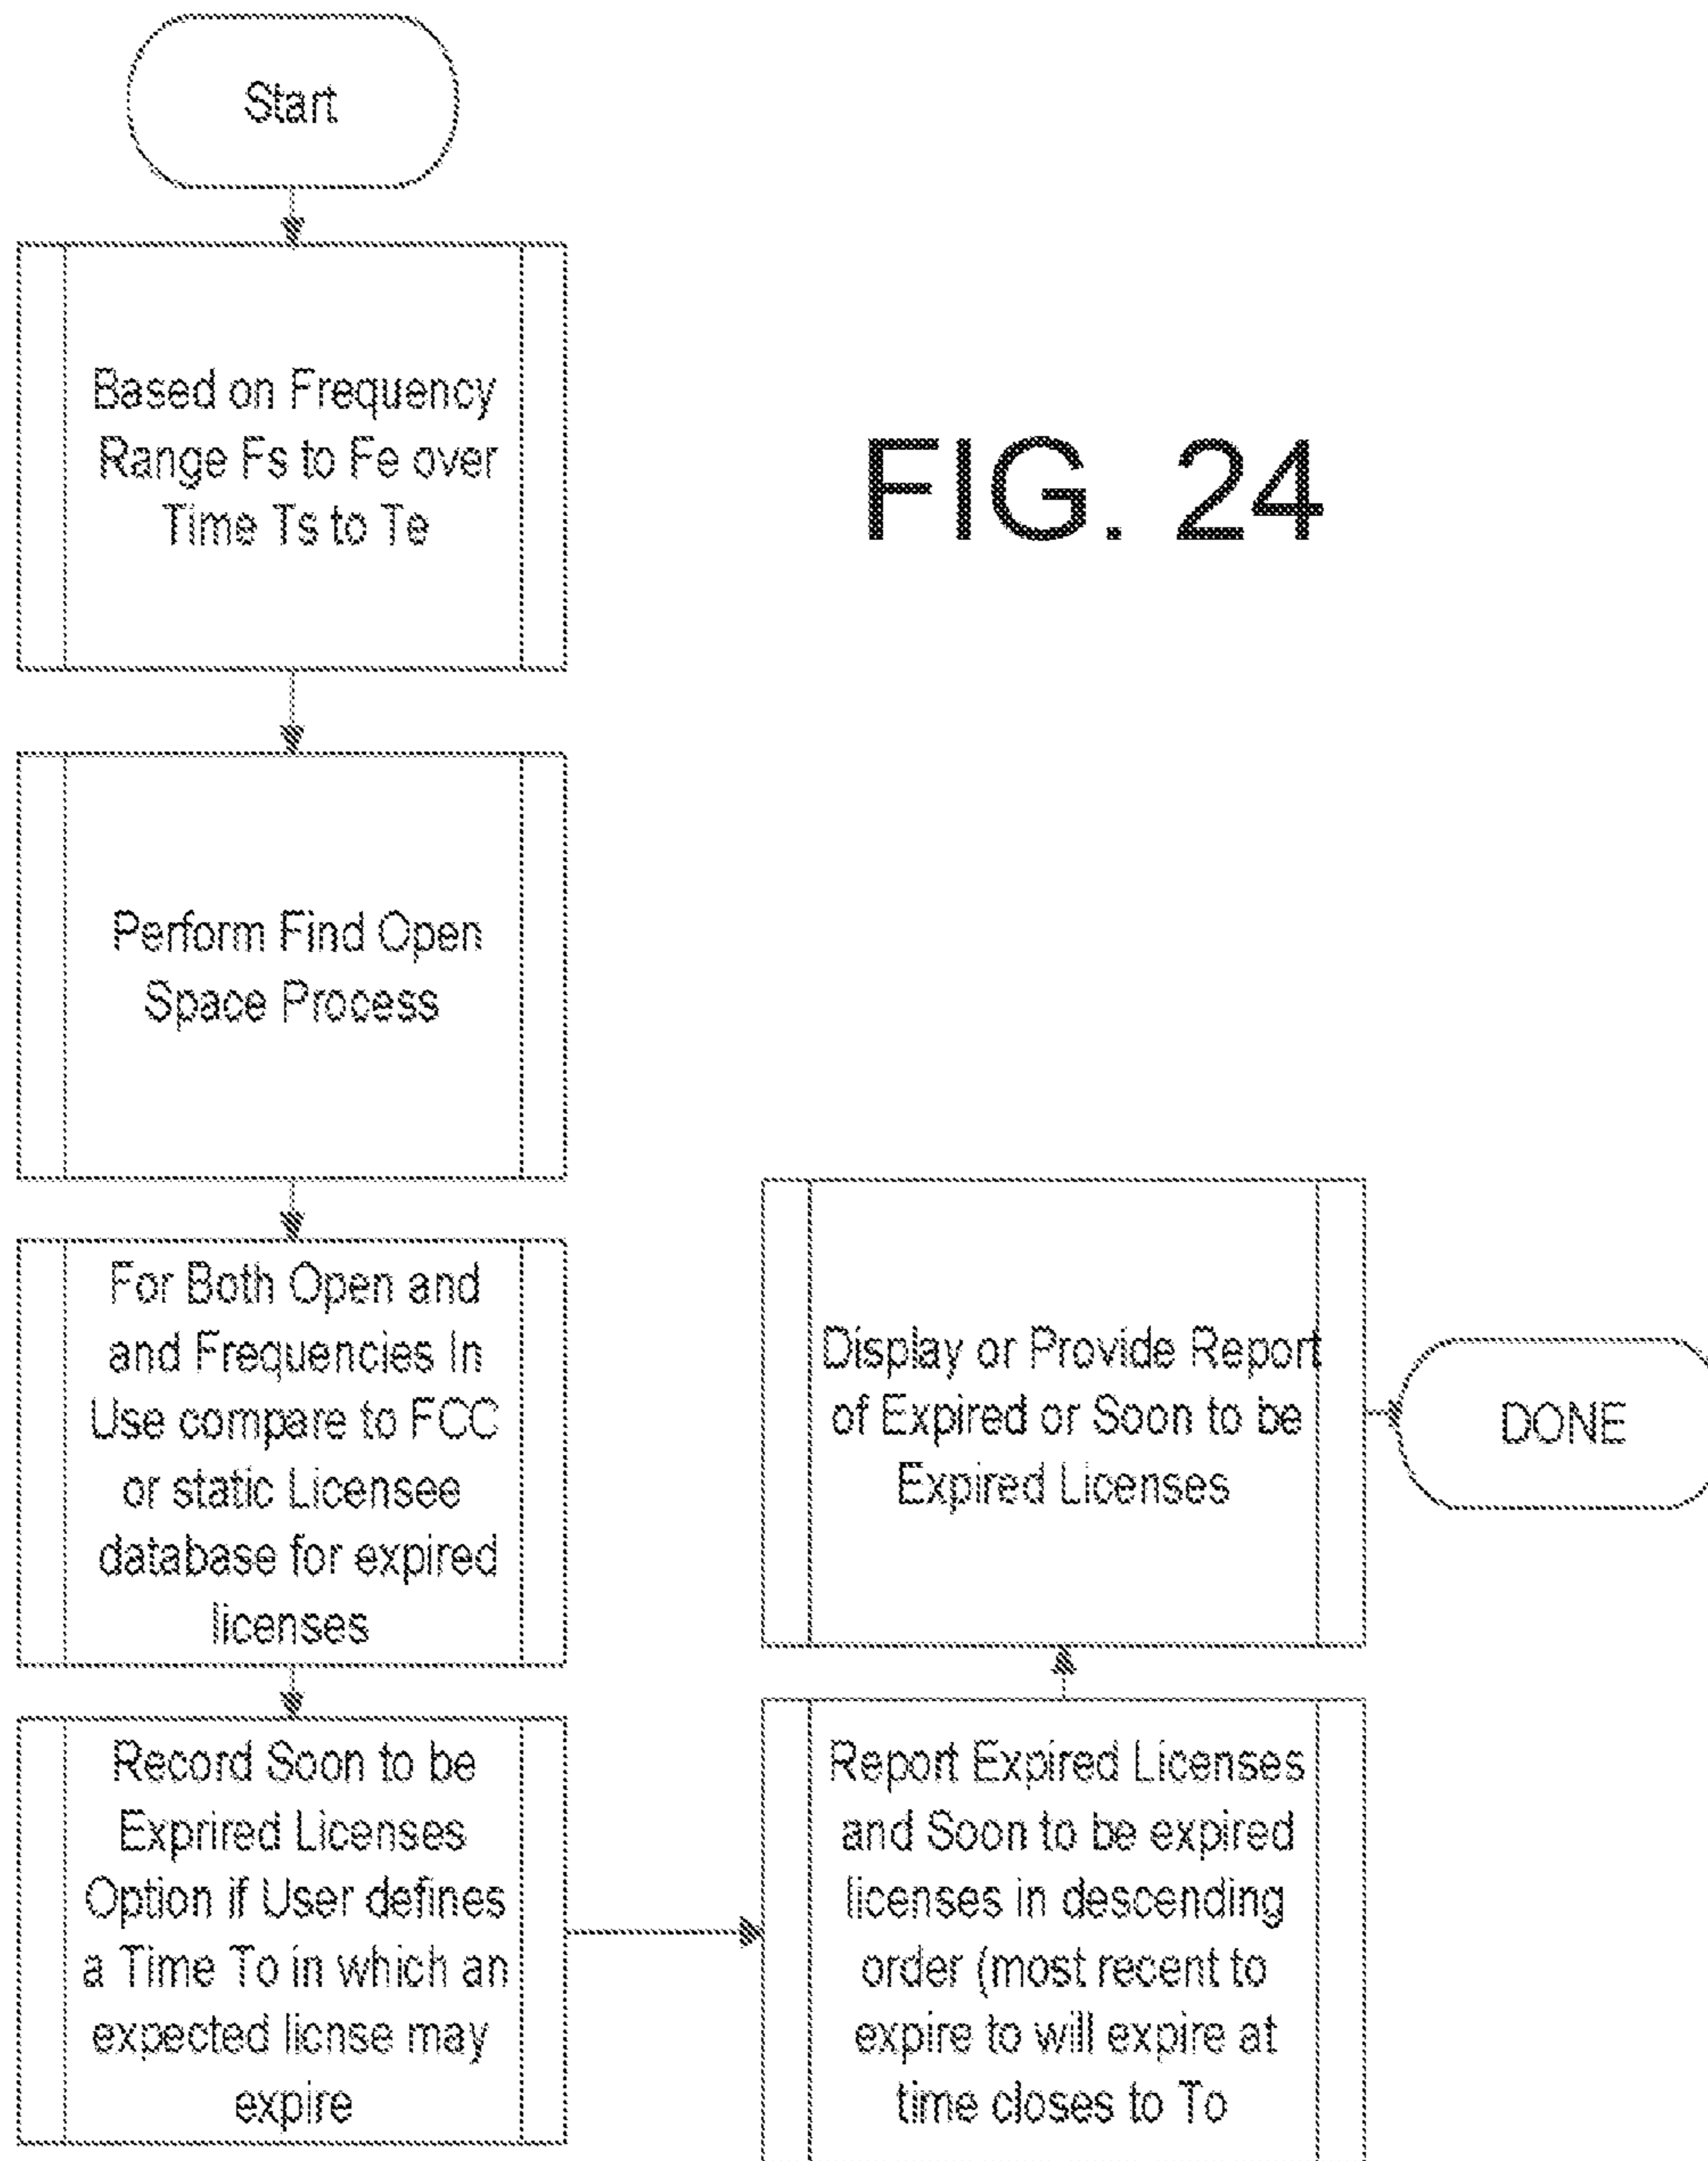 Start
Based on Frequency
Range Fs to Fe over
Time Ts to Te
FIG. 24
Perform Find Open
Space Process
For Both Open and
and Frequencies In
Use compare to FCC
or static Licensee
database for expired
licenses
Record Soon to be
Exprired Licenses
Option if User defines
a Time To in which an
expected licnse may
expire
Report Expired Licenses
and Soon to be expired
licenses in descending
order (most recent to
expire to will expire at
time closes to To
Display or Provide Report
of Expired or Soon to be
Expired Licenses
DONE